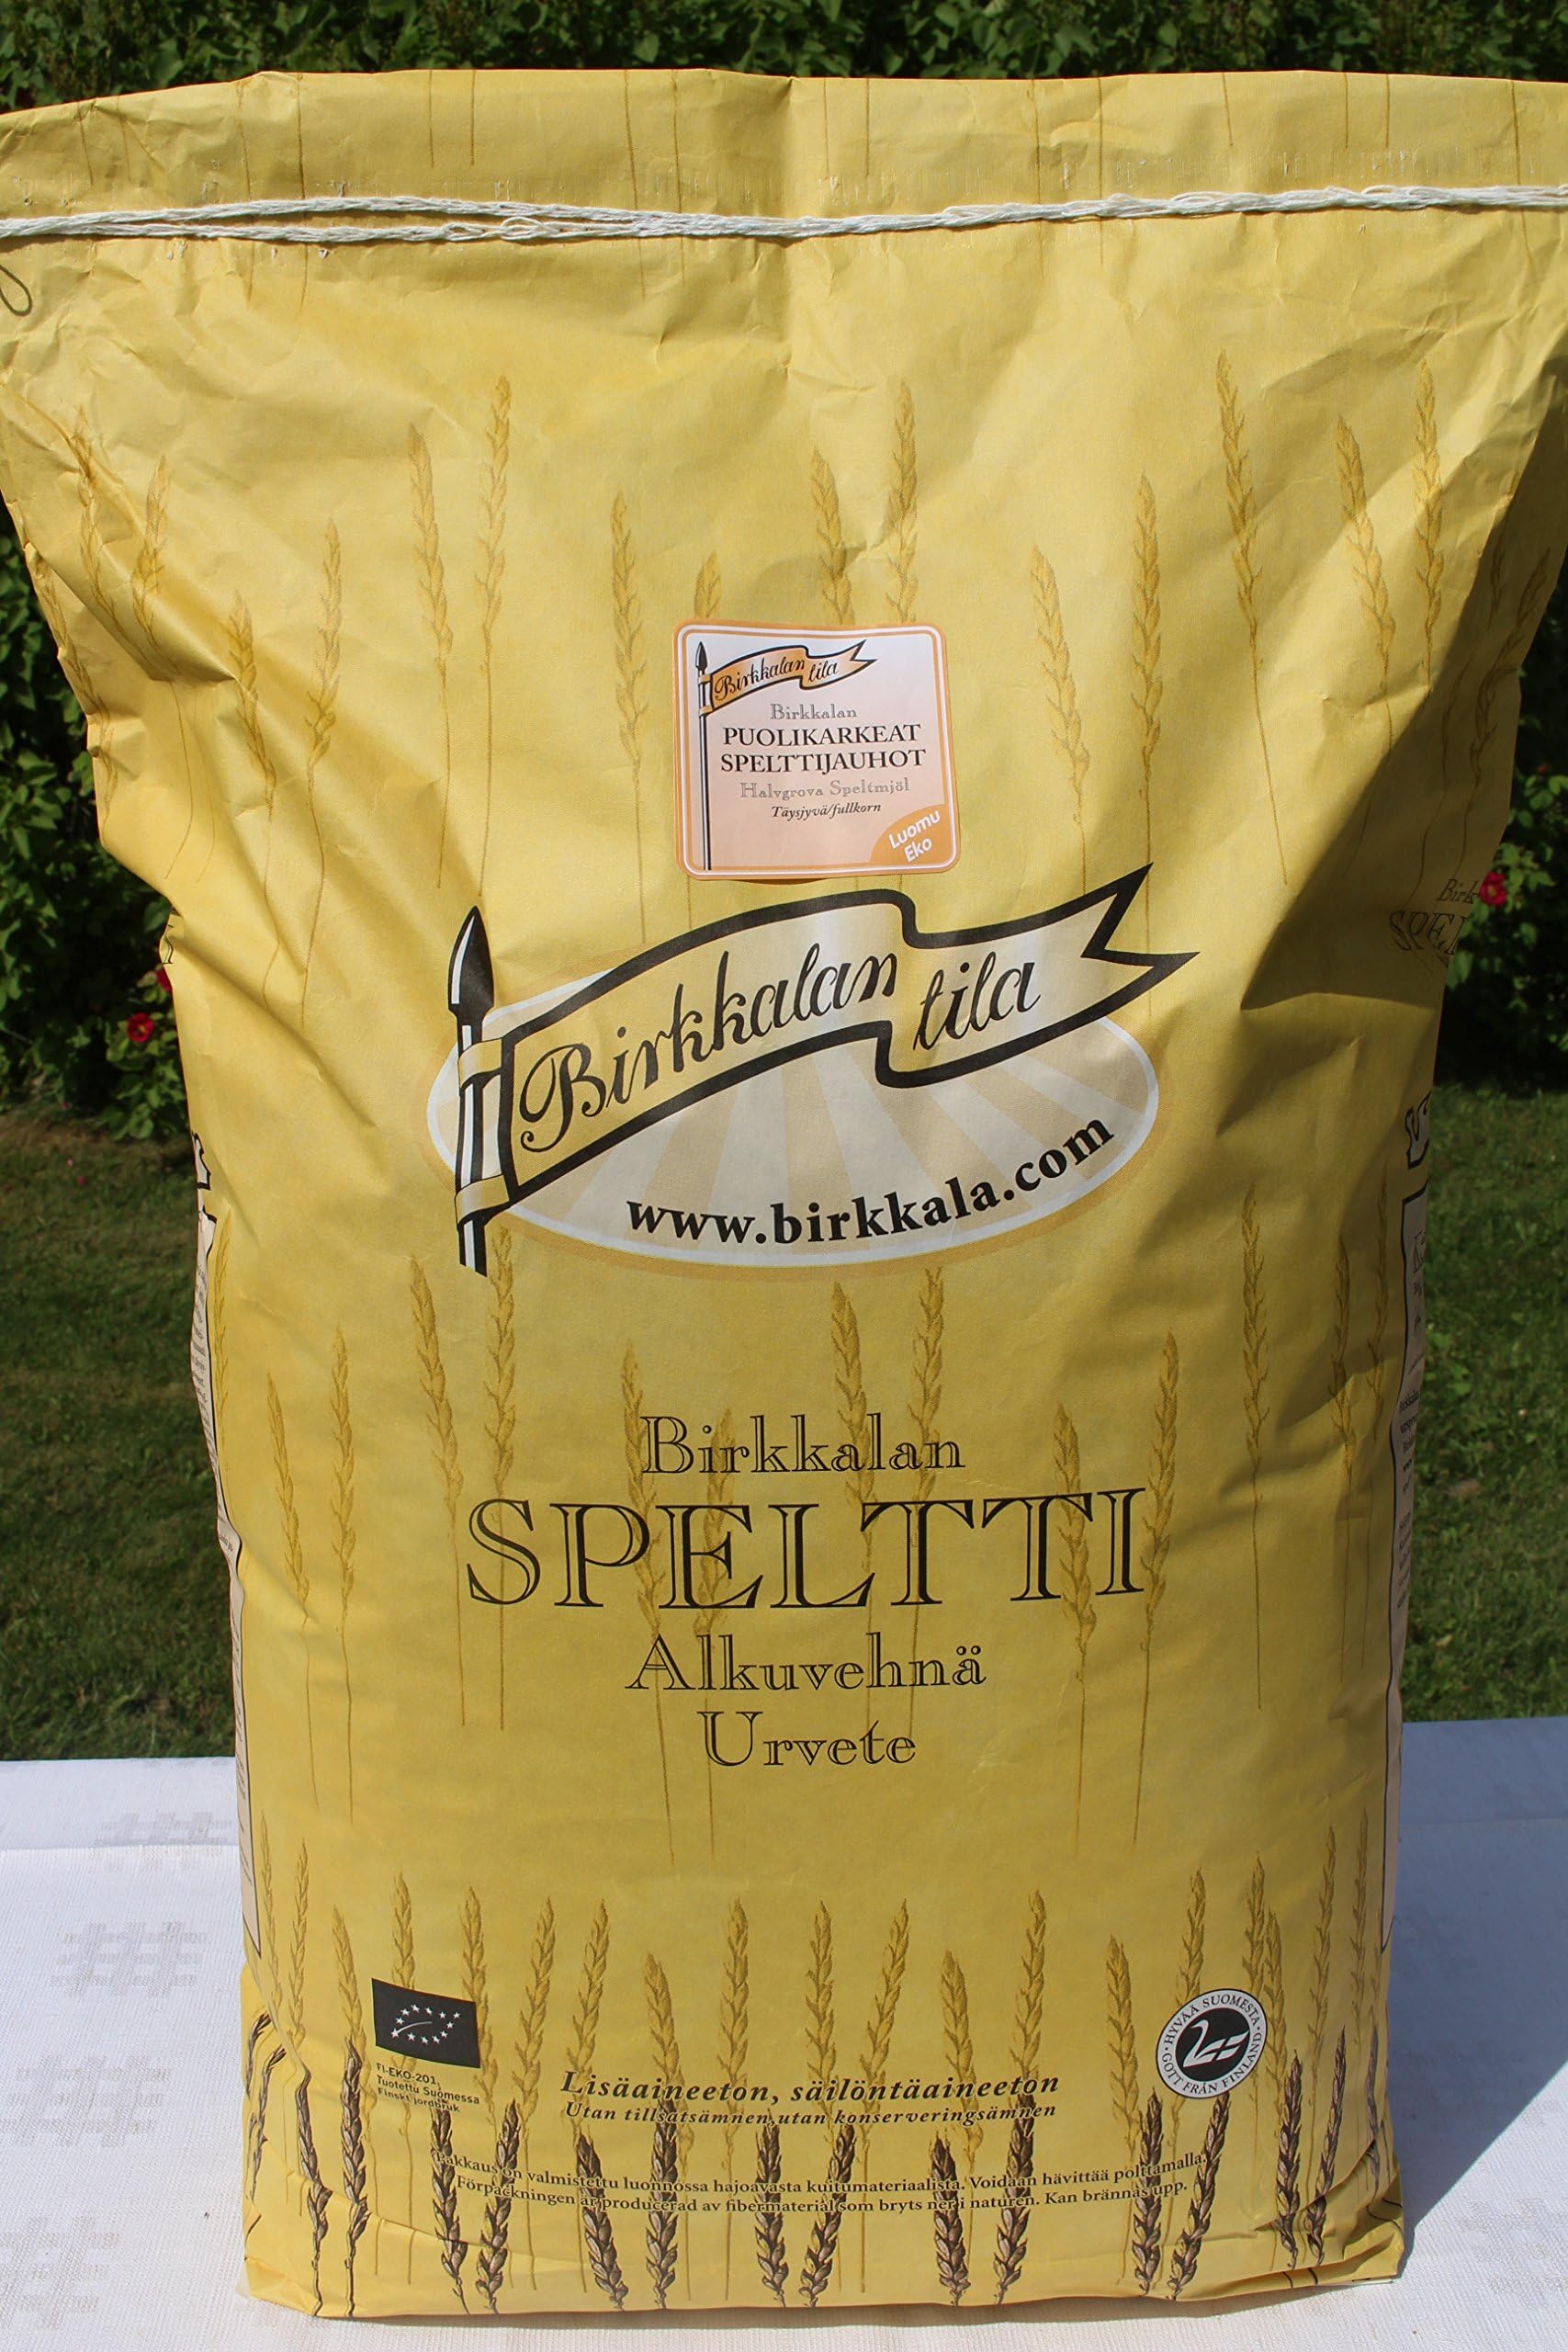 Birkkalan tila
Birkkalan
PUOLIKARKEAT
SPELTTIJAUHOT
Halvgrova Speltmjöl
Täysjyvä/fullkorn
Luomu
Eko
Birkkalan tila
www.birkkala.com
Birkkalan
SPELTTI
Alkuvehnä
Urvete
FI-EKO-201
Tuotettu Suomessa
Finskt jordbruk
HYVÄÄ SUOMESTA
GOTT FRÅN FINLAND
Lisäaineeton, säilöntäaineeton
Utan tillsatsämnen,utan konserveringsämnen
Pakkaus on valmistettu luonnossa hajoavasta kuitumateriaalista. Voidaan hävittää polttamalla.
Förpackningen är producerad av fibermaterial som bryts ner i naturen. Kan brännas upp.